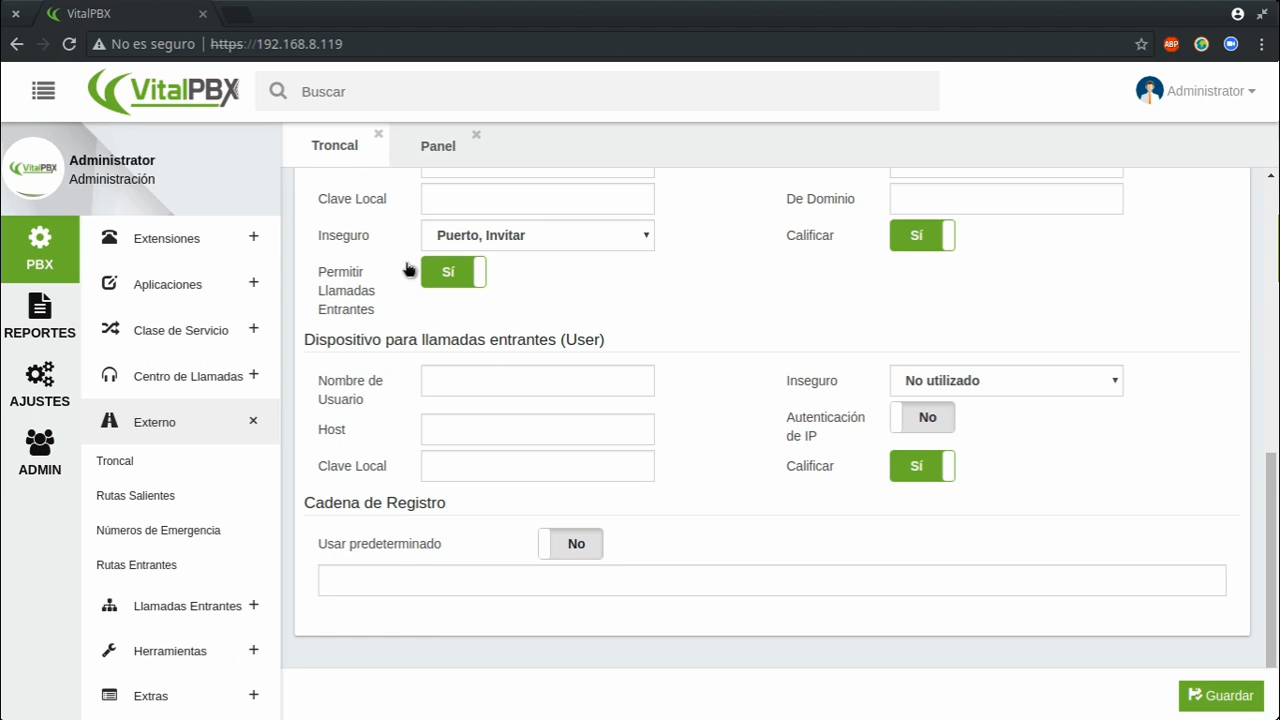 VitalPBX
No es seguro | https://192.168.8.119
ABP
VitalPBX
Buscar
Administrator
VitalPBX
Administrator
Administración
PBX
REPORTES
AJUSTES
ADMIN
Extensiones +
Aplicaciones +
Clase de Servicio +
Centro de Llamadas +
Externo ×
Troncal
Rutas Salientes
Números de Emergencia
Rutas Entrantes
Llamadas Entrantes +
Herramientas +
Extras +
Troncal ×
Panel ×
Clave Local
De Dominio
Inseguro Puerto, Invitar
Calificar Sí
Permitir
Llamadas
Entrantes
Sí
Dispositivo para llamadas entrantes (User)
Nombre de
Usuario
Inseguro No utilizado
Host
Autenticación
de IP
No
Clave Local
Calificar Sí
Cadena de Registro
Usar predeterminado No
Guardar